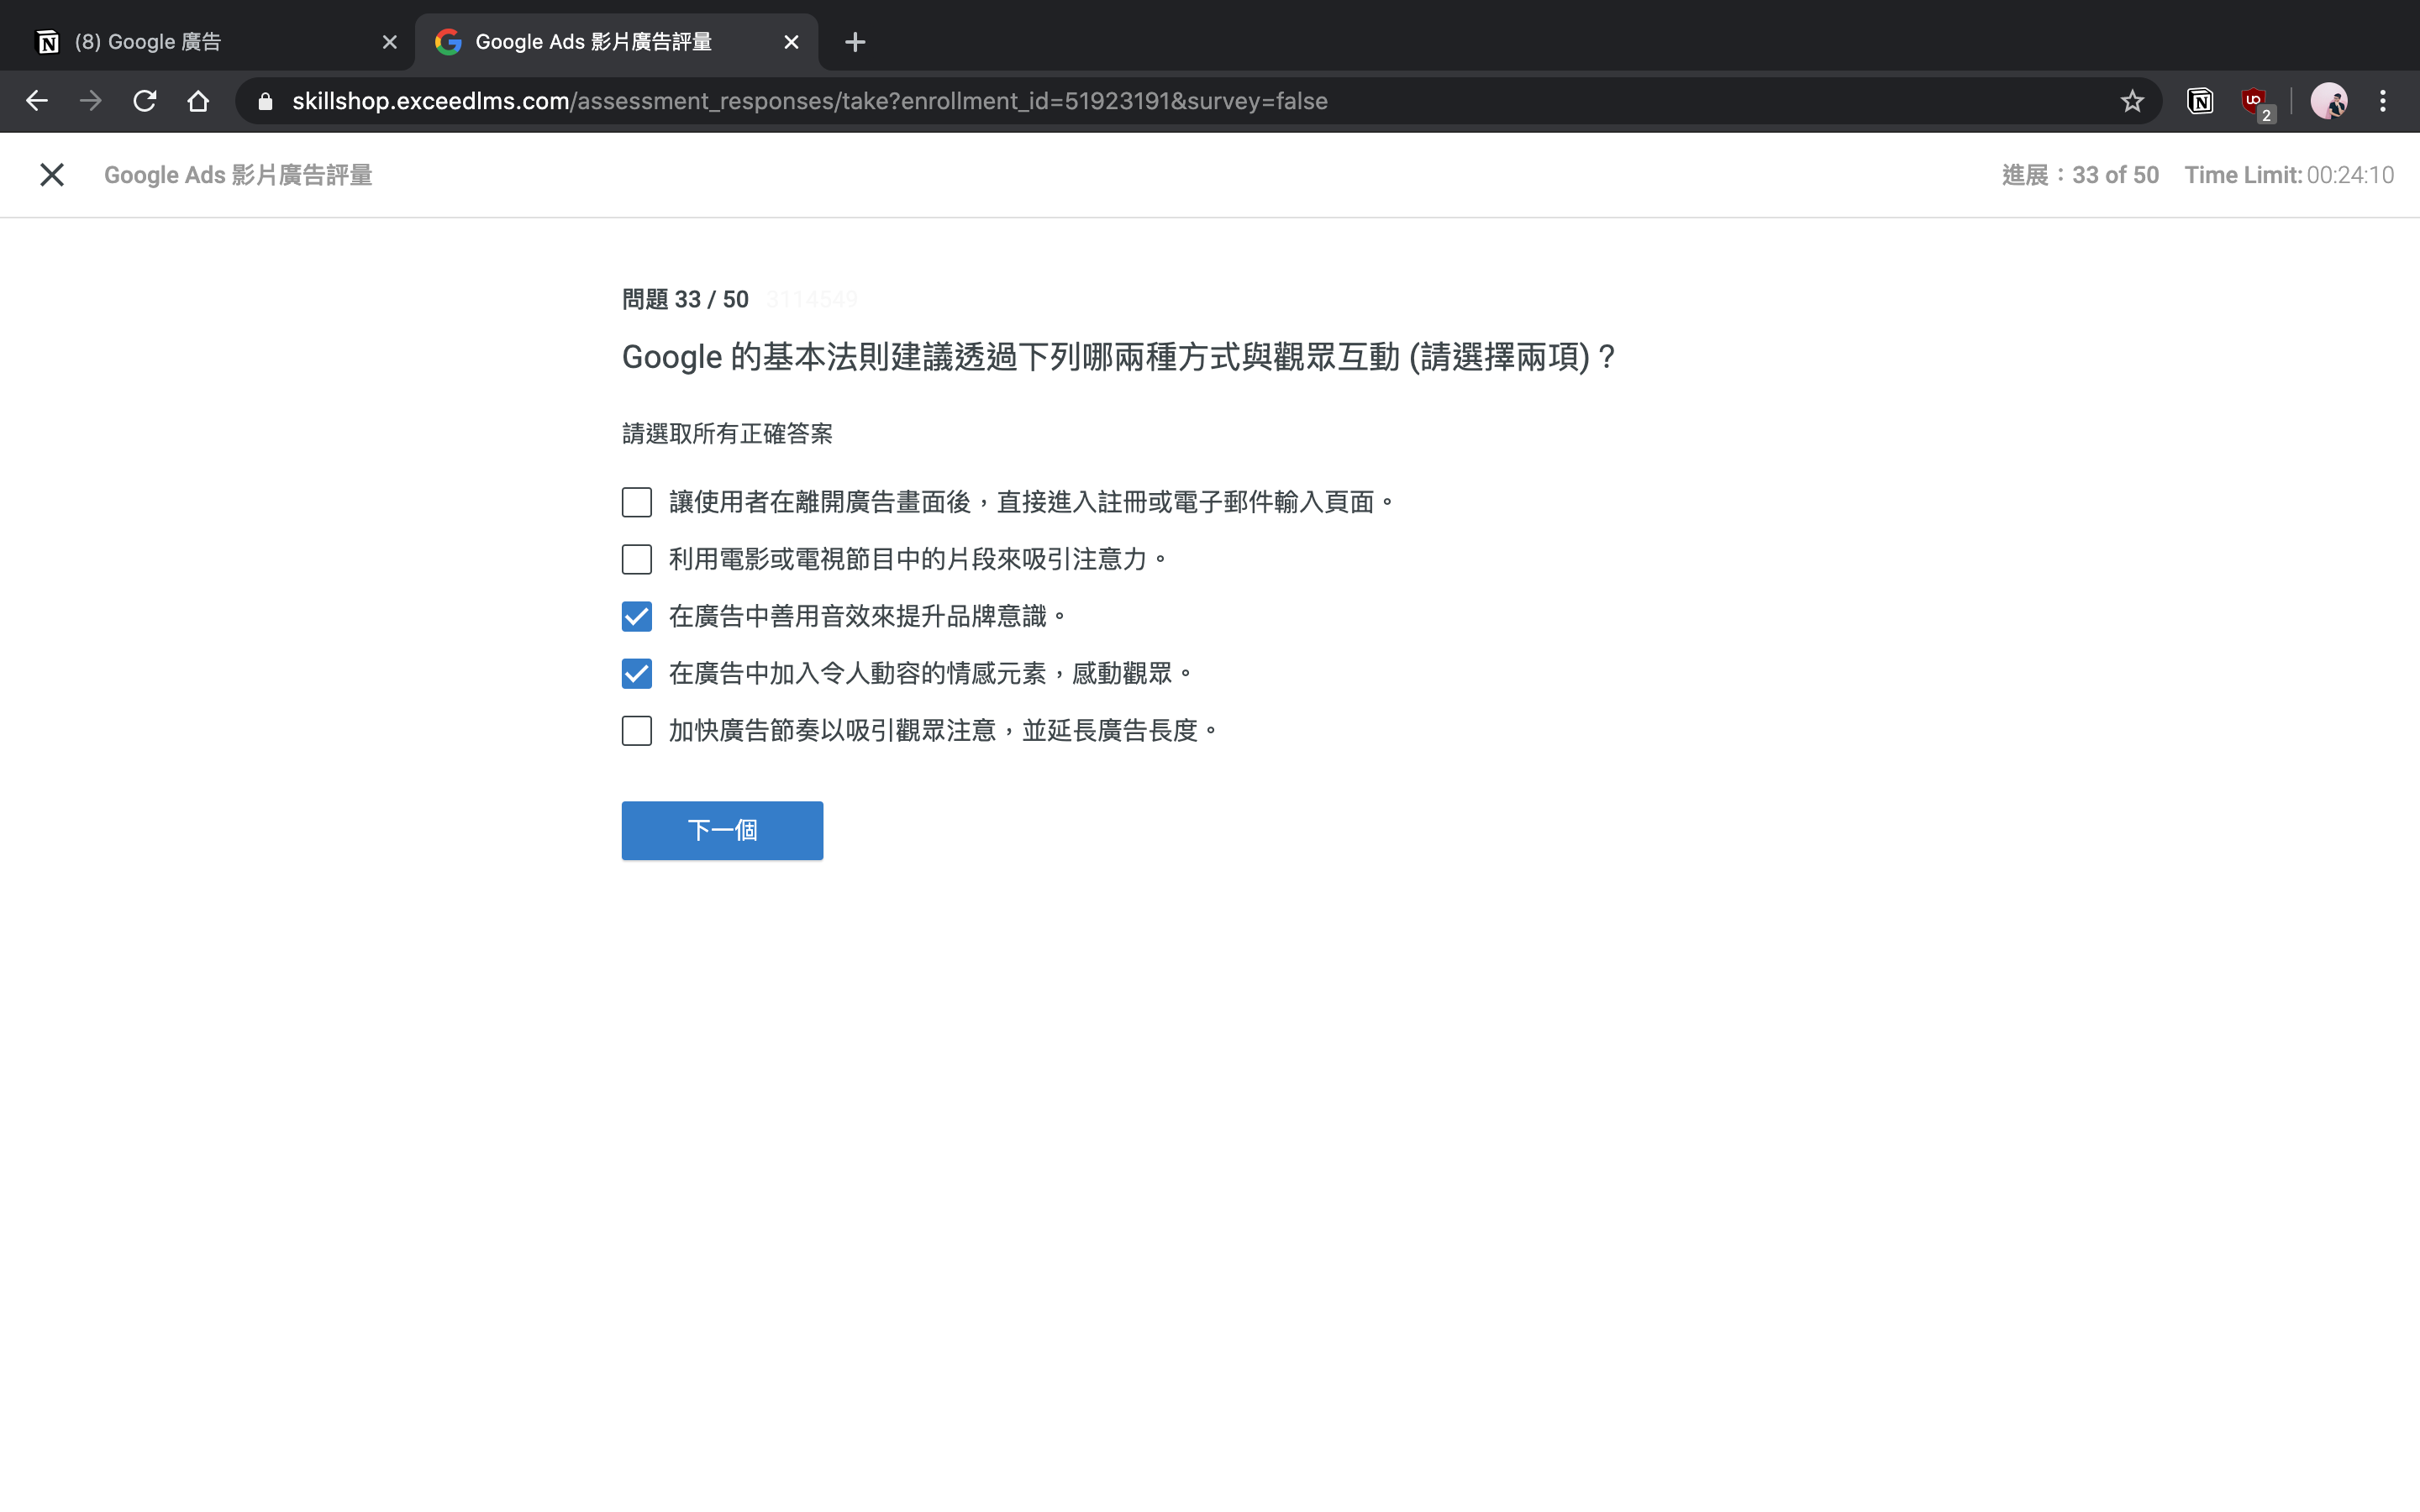 (8) Google 廣告
Google Ads 影片廣告評量
skillshop.exceedlms.com/assessment_responses/take?enrollment_id=51923191&survey=false
2
Google Ads 影片廣告評量
進展：33 of 50 Time Limit: 00:24:10
問題 33 / 50 3114549
Google 的基本法則建議透過下列哪兩種方式與觀眾互動 (請選擇兩項)？
請選取所有正確答案
讓使用者在離開廣告畫面後，直接進入註冊或電子郵件輸入頁面。
利用電影或電視節目中的片段來吸引注意力。
在廣告中善用音效來提升品牌意識。
在廣告中加入令人動容的情感元素，感動觀眾。
加快廣告節奏以吸引觀眾注意，並延長廣告長度。
下一個